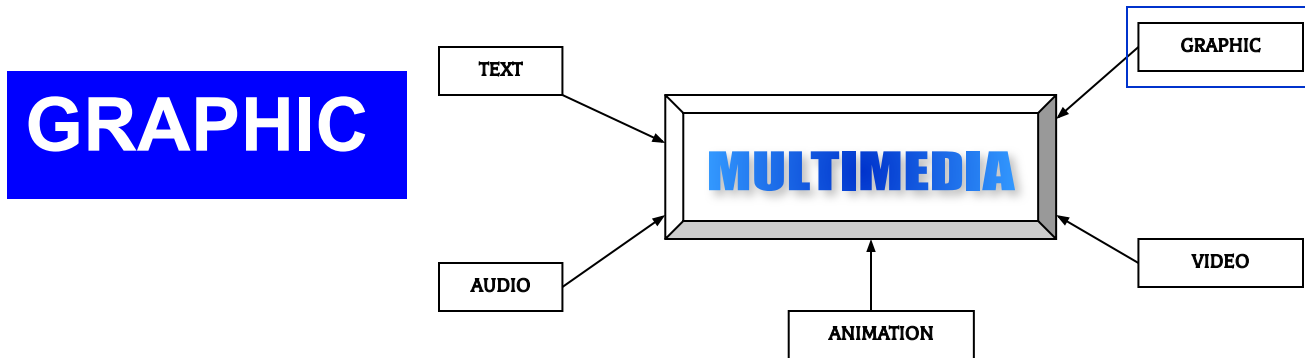 GRAPHIC
TEXT
GRAPHIC
MULTIMEDIA
AUDIO
VIDEO
ANIMATION